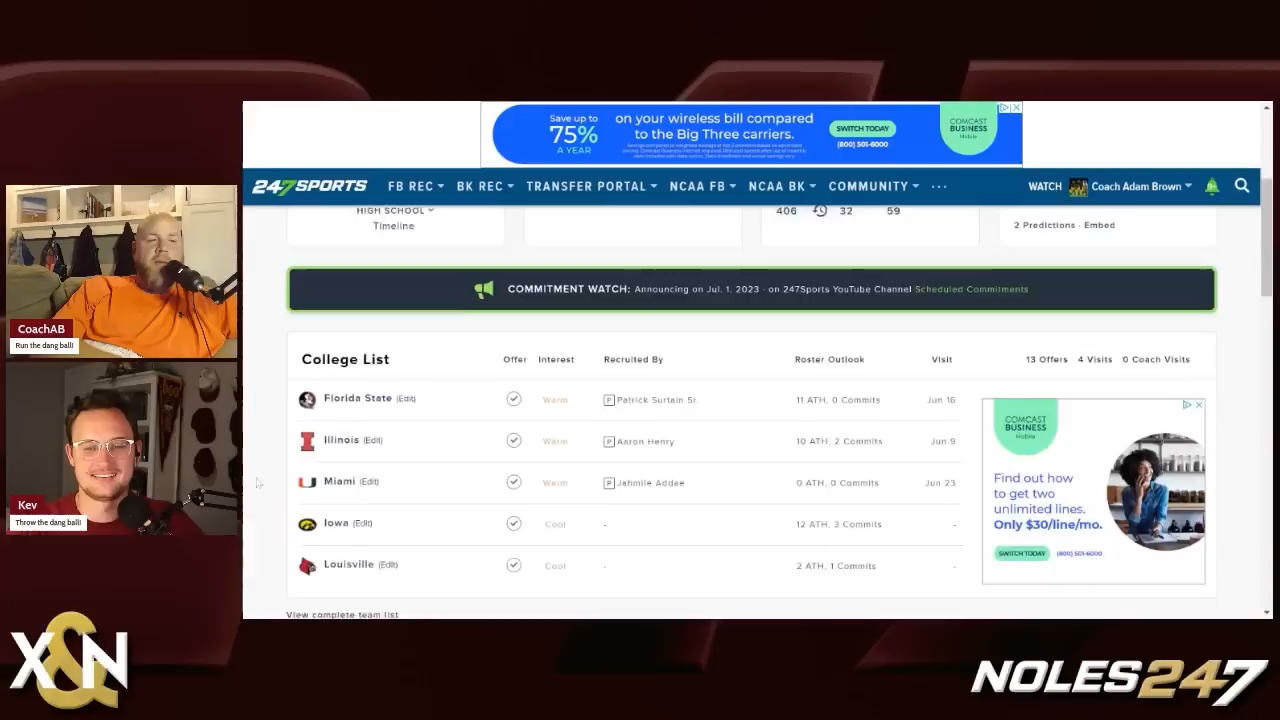 Save up to
75%
A YEAR
on your wireless bill compared
to the Big Three carriers.
SWITCH TODAY
(800) 501-6000
COMCAST
BUSINESS
Mobile
247SPORTS
FB REC
BK REC
TRANSFER PORTAL
NCAA FB
NCAA BK
COMMUNITY
WATCH
Coach Adam Brown
9+
HIGH SCHOOL
Timeline
406 32 59
2 Predictions · Embed
COMMITMENT WATCH: Announcing on Jul. 1, 2023 - on 247Sports YouTube Channel Scheduled Commitments
College List Offer Interest Recruited By Roster Outlook Visit 13 Offers 4 Visits 0 Coach Visits
Florida State (Edit) Warm P Patrick Surtain Sr. 11 ATH, 0 Commits Jun 16
Illinois (Edit) Warm P Aaron Henry 10 ATH, 2 Commits Jun 9
Miami (Edit) Warm P Jahmile Addae 0 ATH, 0 Commits Jun 23
Iowa (Edit) Cool - 12 ATH, 3 Commits -
Louisville (Edit) Cool - 2 ATH, 1 Commits -
View complete team list
COMCAST
BUSINESS
Mobile
Find out how
to get two
unlimited lines.
Only $30/line/mo.
SWITCH TODAY (800) 501-6000
CoachAB
Run the dang ball!
Kev
Throw the dang ball!
X&N
NOLES247